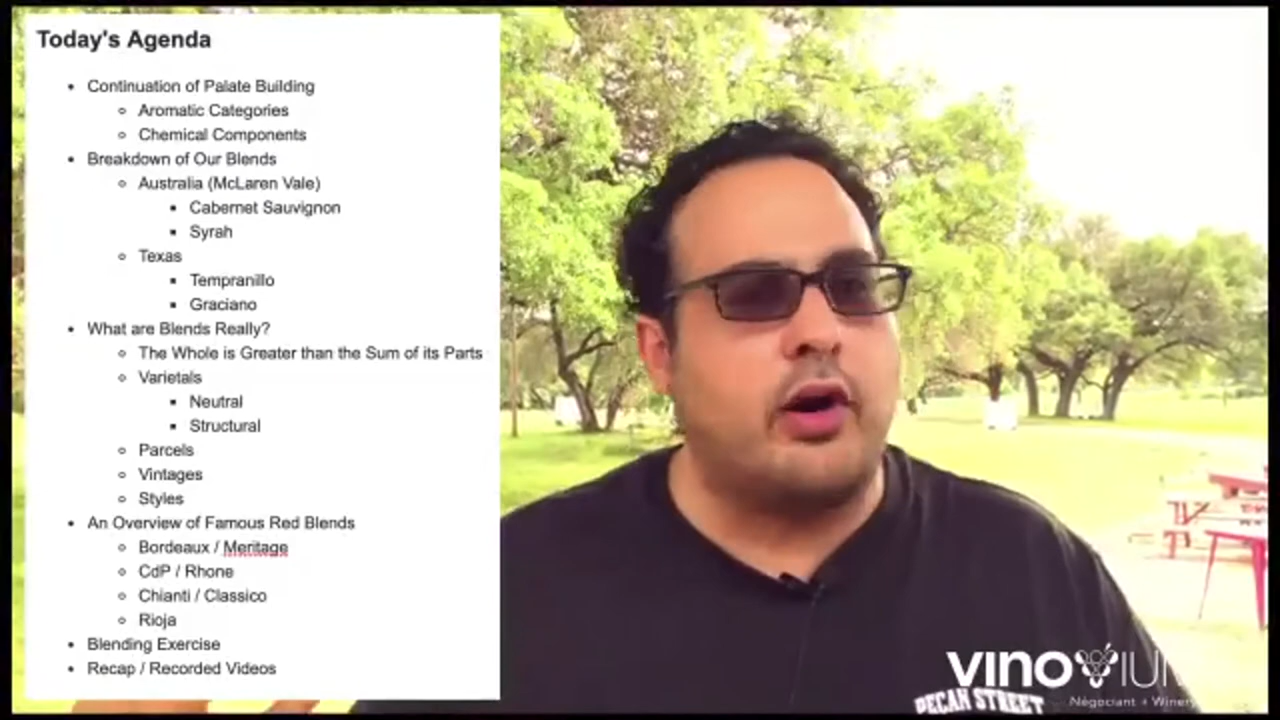 Today's Agenda
Continuation of Palate Building
Aromatic Categories
Chemical Components
Breakdown of Our Blends
Australia (McLaren Vale)
Cabernet Sauvignon
Syrah
Texas
Tempranillo
Graciano
What are Blends Really?
The Whole is Greater than the Sum of its Parts
Varietals
Neutral
Structural
Parcels
Vintages
Styles
An Overview of Famous Red Blends
Bordeaux / Meritage
CdP / Rhone
Chianti / Classico
Rioja
Blending Exercise
Recap / Recorded Videos
vino IUM
Négociant + Winery
PECAN STREET